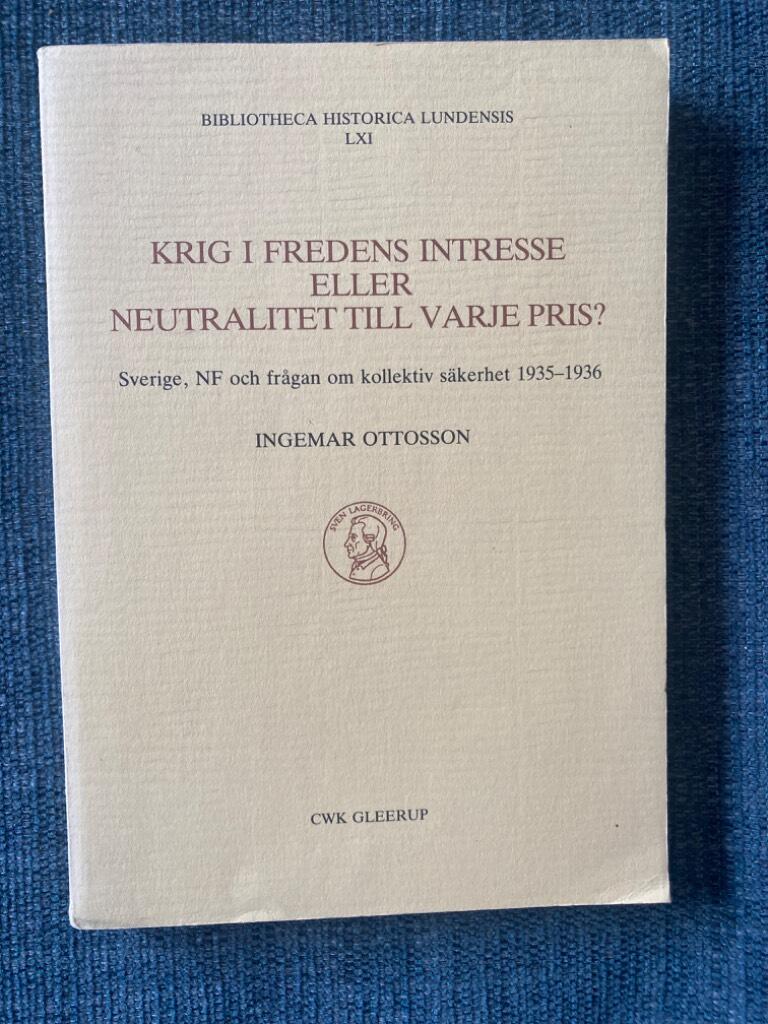 BIBLIOTHECA HISTORICA LUNDENSIS
LXI
KRIG I FREDENS INTRESSE
ELLER
NEUTRALITET TILL VARJE PRIS?
Sverige, NF och frågan om kollektiv säkerhet 1935–1936
INGEMAR OTTOSSON
SVEN LAGERBRING
CWK GLEERUP